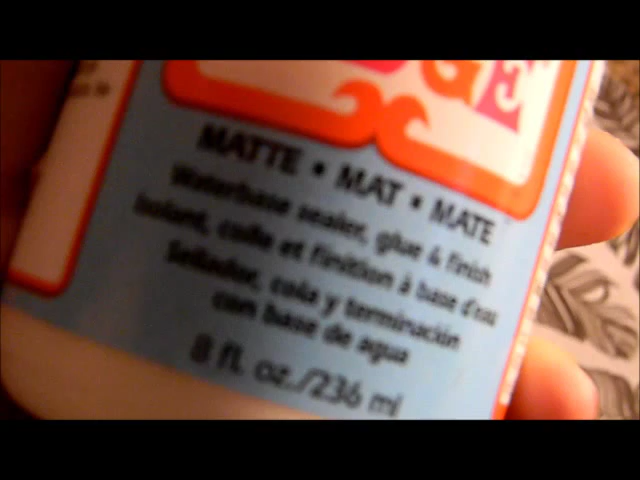 DGE
MATTE • MAT • MATE
Waterbase sealer, glue & finish
Isolant, colle et finition à base d'eau
Sellador, cola y terminación
con base de agua
8 fl. oz./236 ml